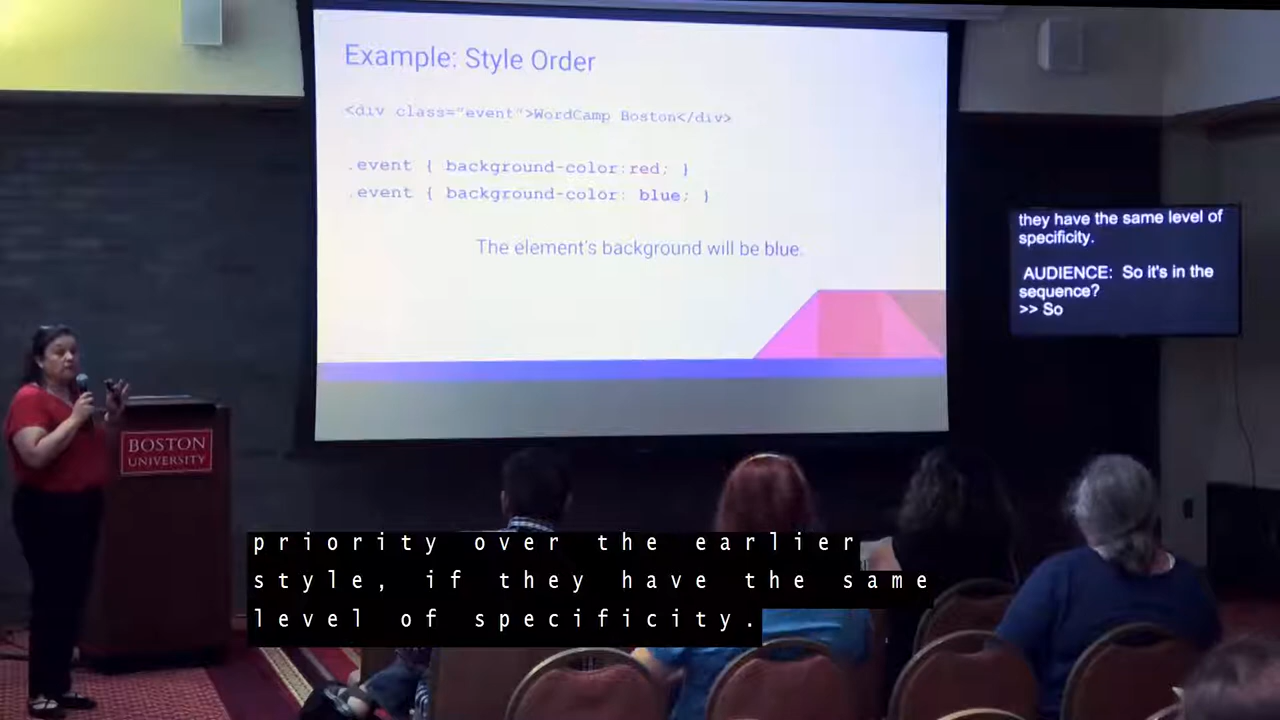 Example: Style Order
<div class="event">WordCamp Boston</div>
.event { background-color:red; }
.event { background-color: blue; }
The element's background will be blue.
they have the same level of
specificity.
AUDIENCE: So it's in the
sequence?
>> So
BOSTON
UNIVERSITY
priority over the earlier
style, if they have the same
level of specificity.